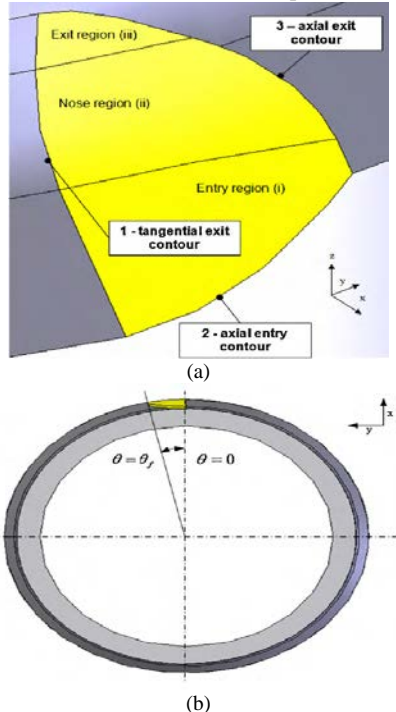 Exit region (iii)
3 – axial exit
contour
Nose region (ii)
Entry region (i)
1 - tangential exit
contour
z
y
x
2 - axial entry
contour
(a)
x
y
θ = θf
θ = 0
(b)